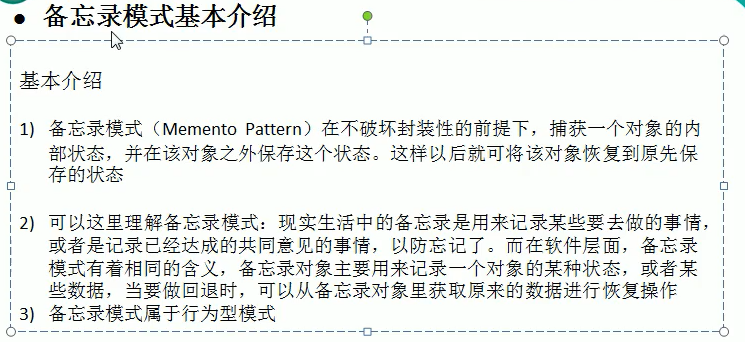 ● 备忘录模式基本介绍
基本介绍
1) 备忘录模式（Memento Pattern）在不破坏封装性的前提下，捕获一个对象的内
部状态，并在该对象之外保存这个状态。这样以后就可将该对象恢复到原先保
存的状态
2) 可以这里理解备忘录模式：现实生活中的备忘录是用来记录某些要去做的事情，
或者是记录已经达成的共同意见的事情，以防忘记了。而在软件层面，备忘录
模式有着相同的含义，备忘录对象主要用来记录一个对象的某种状态，或者某
些数据，当要做回退时，可以从备忘录对象里获取原来的数据进行恢复操作
3) 备忘录模式属于行为型模式